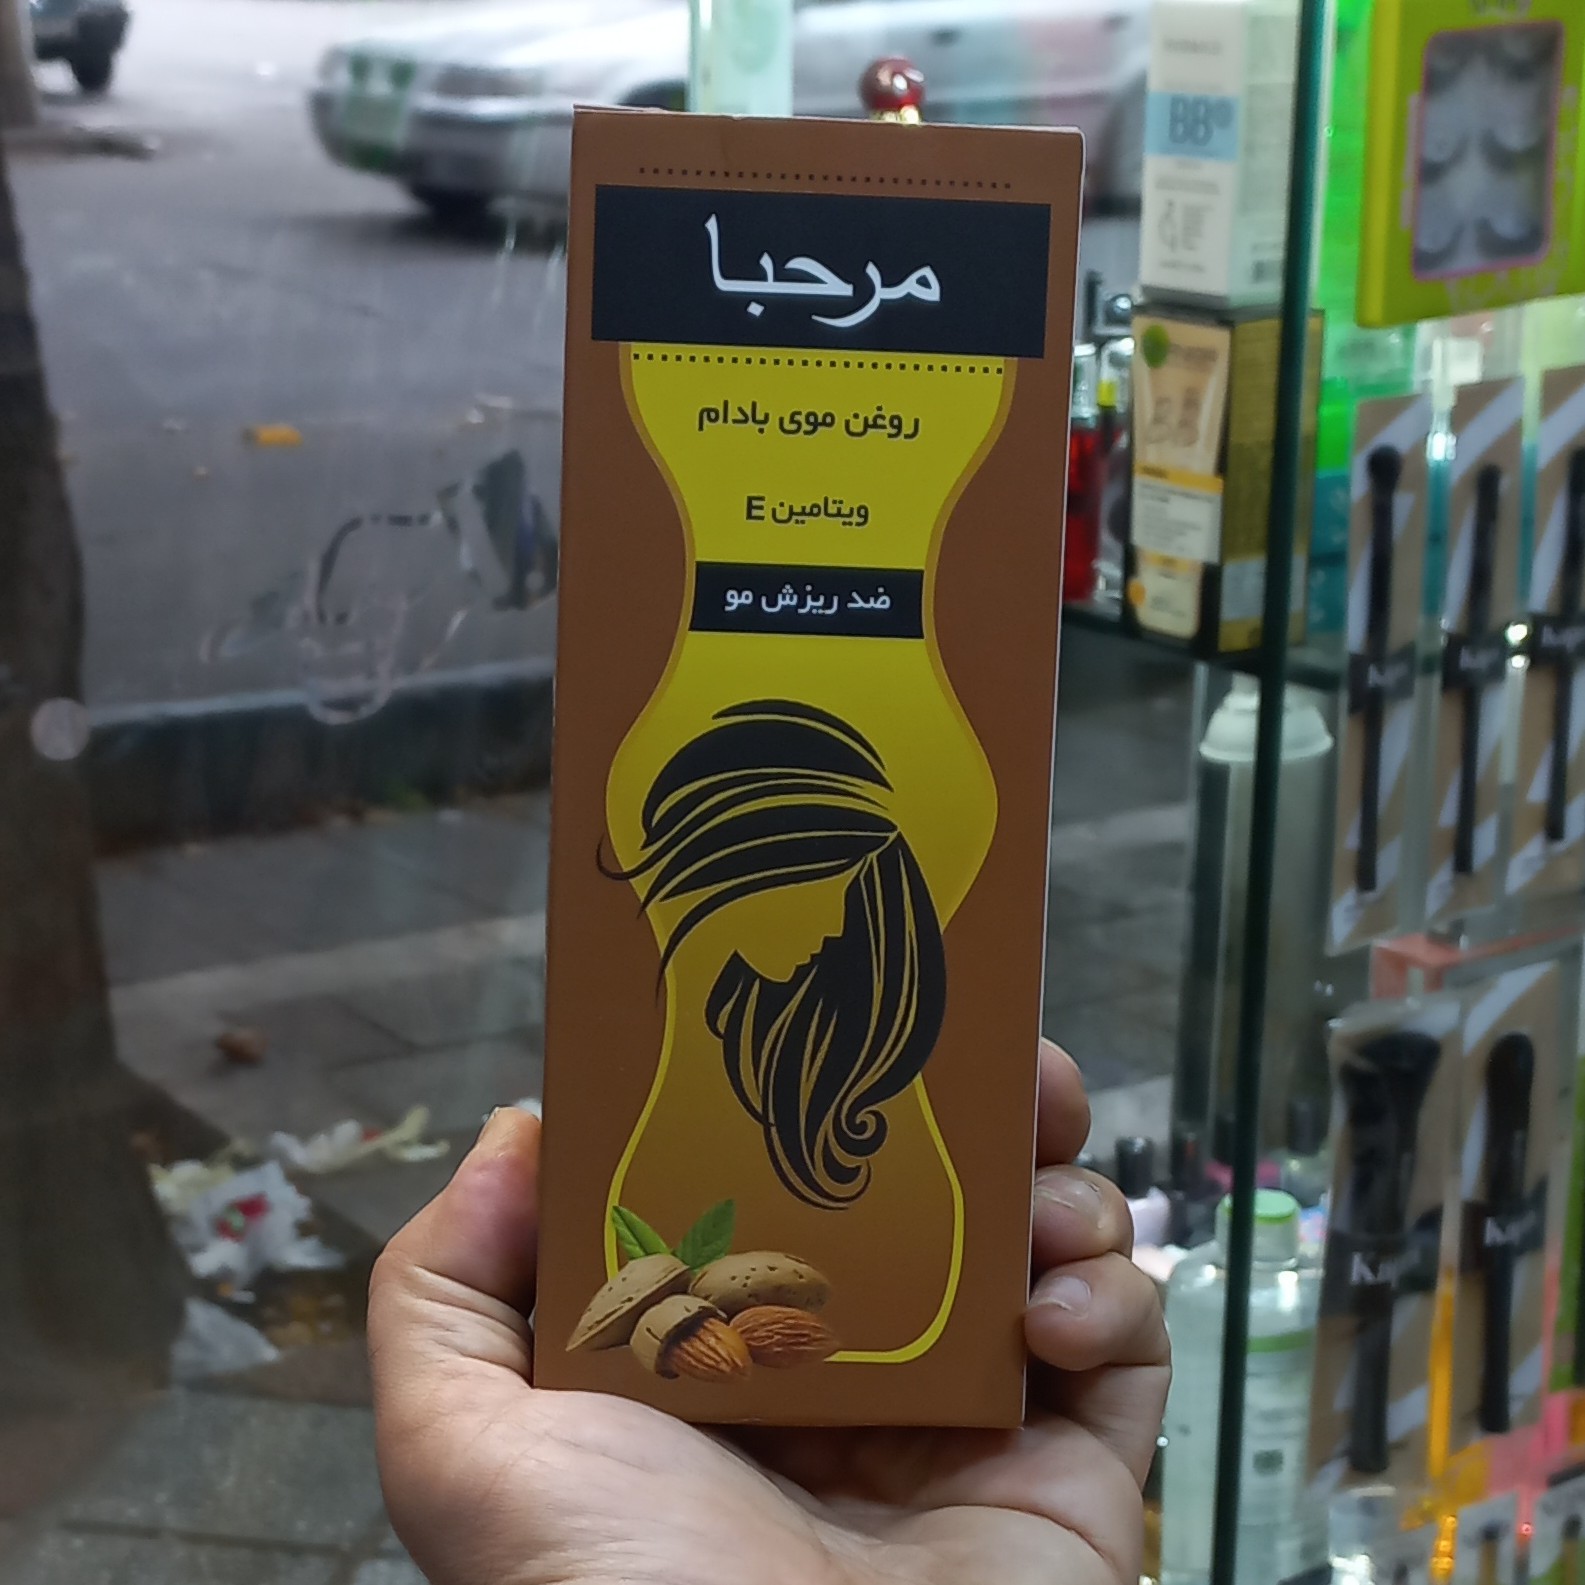 مرحبا
روغن موی بادام
ویتامین E
ضد ریزش مو
BB